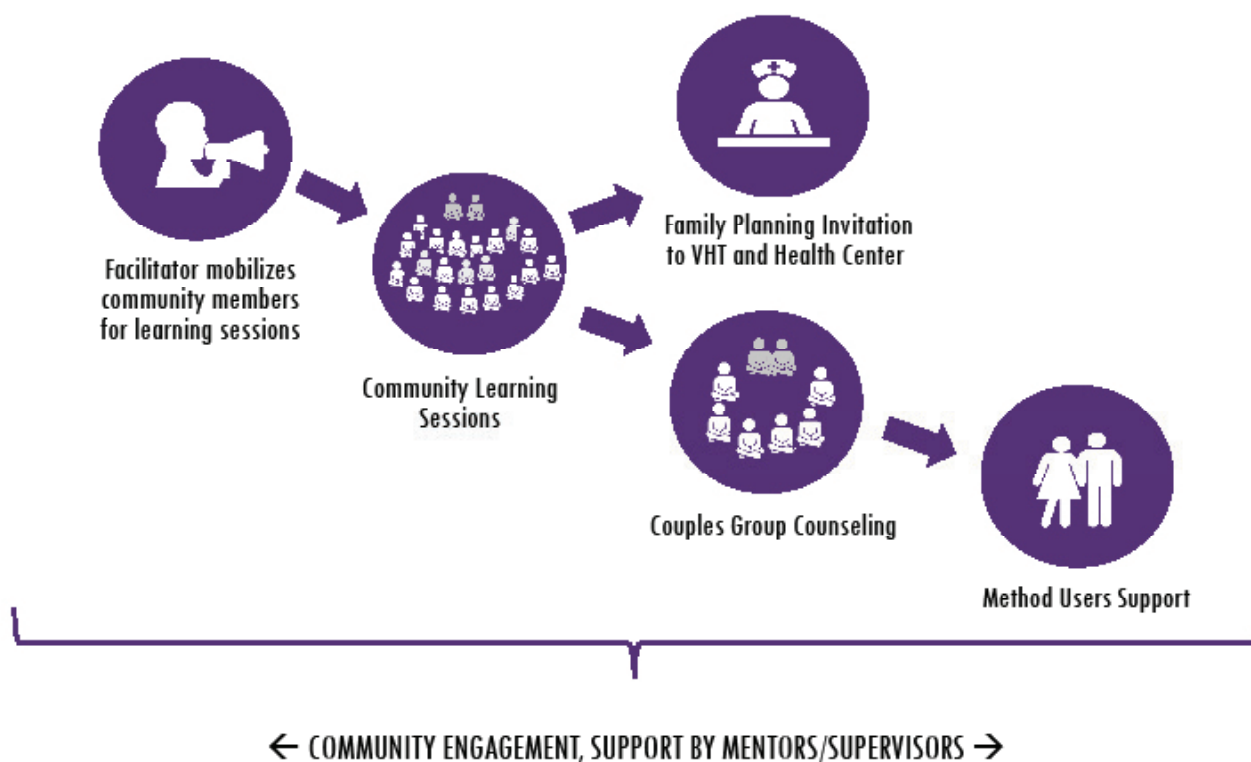 Facilitator mobilizes
community members
for learning sessions
Community Learning
Sessions
Family Planning Invitation
to VHT and Health Center
Couples Group Counseling
Method Users Support
← COMMUNITY ENGAGEMENT, SUPPORT BY MENTORS/SUPERVISORS →